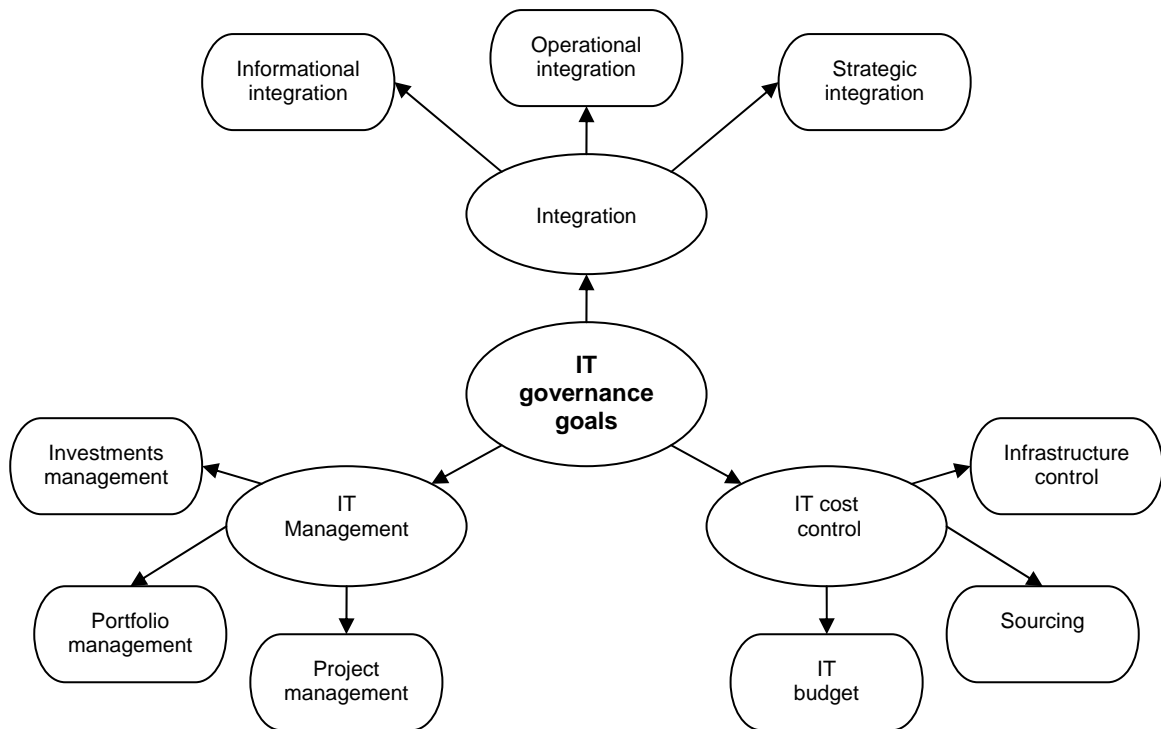 Informational
integration
Operational
integration
Strategic
integration
Integration
IT
governance
goals
Investments
management
IT
Management
Portfolio
management
Project
management
IT cost
control
Infrastructure
control
Sourcing
IT
budget